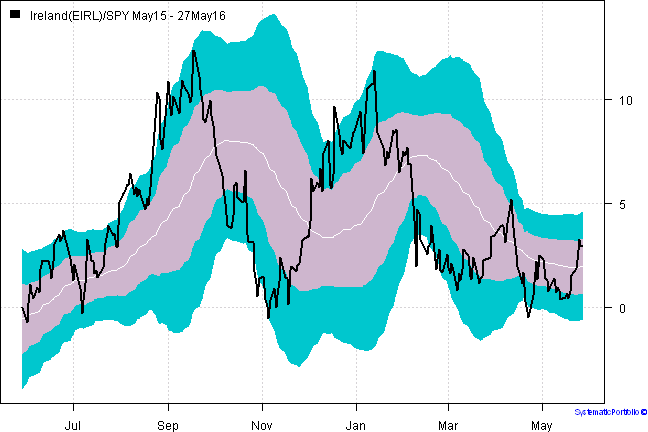 Ireland(EIRL)/SPY May15 - 27May16
10
5
0
Jul Sep Nov Jan Mar May
SystematicPortfolio ©